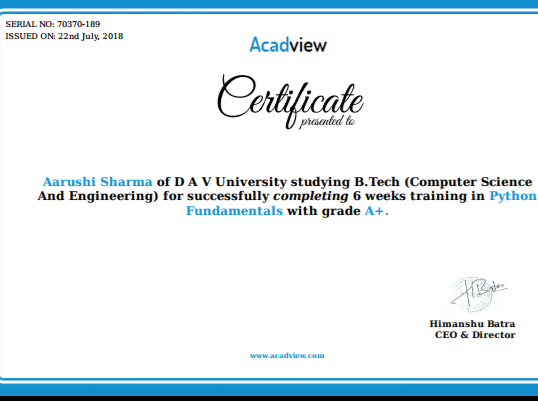 SERIAL NO: 70370-189
ISSUED ON: 22nd July, 2018
Acadview
Certificate
presented to
Aarushi Sharma of D A V University studying B.Tech (Computer Science
And Engineering) for successfully completing 6 weeks training in Python
Fundamentals with grade A+.
Himanshu Batra
CEO & Director
www.acadview.com